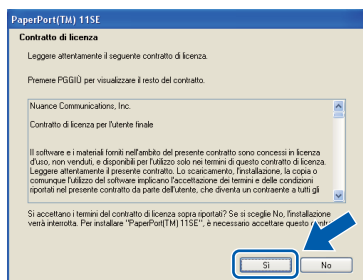 PaperPort(TM) 11SE
Contratto di licenza
Leggere attentamente il seguente contratto di licenza.
Premere PGGIÙ per visualizzare il resto del contratto.
Nuance Communications, Inc.
Contratto di licenza per l'utente finale
Il software e i materiali forniti nell'ambito del presente contratto sono concessi in licenza
d'uso, non venduti, e disponibili per l'utilizzo solo nei termini di questo contratto di licenza.
Leggere attentamente il presente contratto. Lo scaricamento, l'installazione, la copia o
comunque l'utilizzo del software implicano l'accettazione dei termini e delle condizioni
riportati nel presente contratto da parte dell'utente, che diventa un contraente a tutti gli
Si accettano i termini del contratto di licenza sopra riportati? Se si sceglie No, l'installazione
verrà interrotta. Per installare "PaperPort(TM) 11SE", è necessario accettare questo
Sì
No